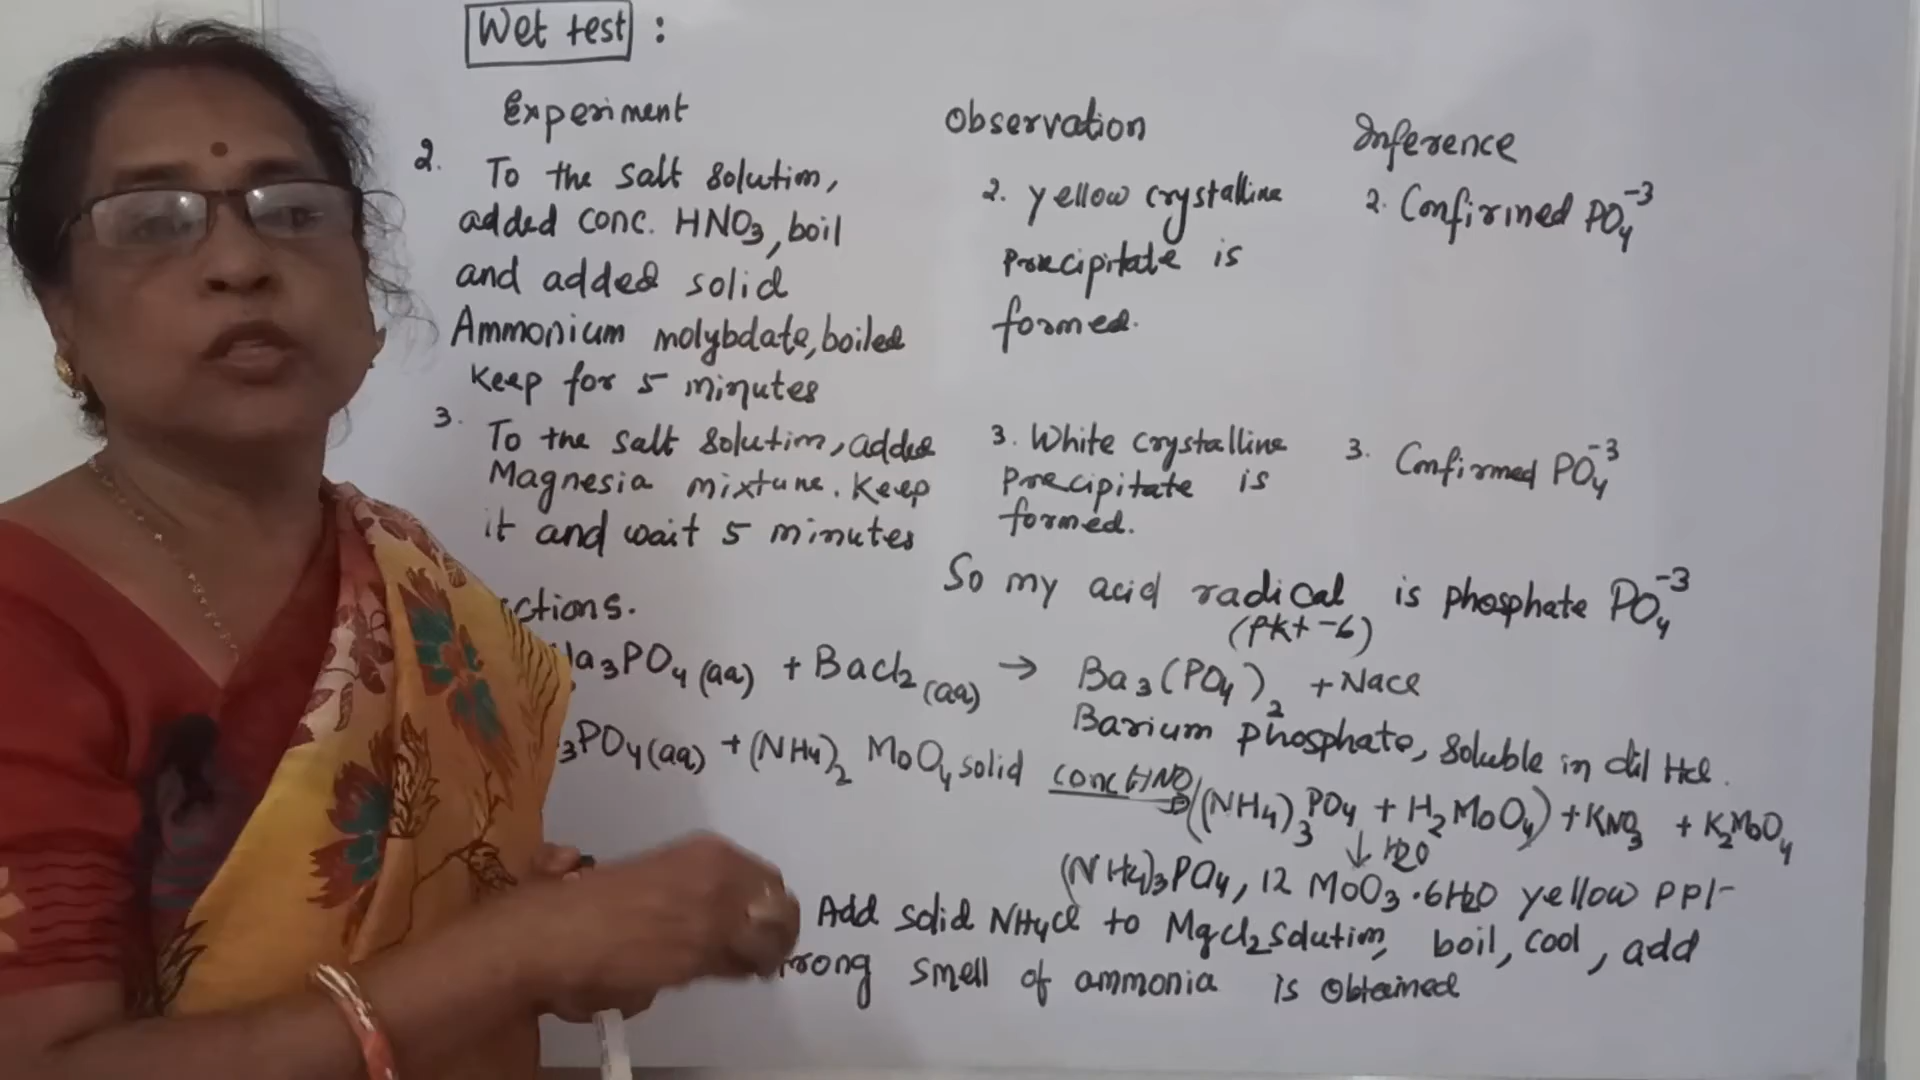 Wet test :
Experiment
Observation
Inference
2. To the salt solution,
added conc. HNO3, boil
and added solid
Ammonium molybdate, boiled
Keep for 5 minutes
2. Yellow crystalline
Precipitate is
formed.
2. Confirmed PO4-3
3. To the salt solution, added
Magnesia mixture. Keep
it and wait 5 minutes
3. White crystalline
Precipitate is
formed.
3. Confirmed PO4-3
So my acid radical is phosphate PO4-3
(Pkt-6)
ctions.
a3PO4 (aq) + BaCl2 (aq) → Ba3(PO4)2 + NaCl
Barium phosphate, soluble in dil Hcl.
3PO4 (aq) + (NH4)2 MoO4 solid conc HNO3 → ((NH4)3 PO4 + H2MoO4) + KNO3 + K2MoO4
↓ H2O
(NH4)3PO4, 12 MoO3 · 6H2O yellow ppt
Add solid NH4Cl to MgCl2 solution, boil, cool, add
rong smell of ammonia is obtained